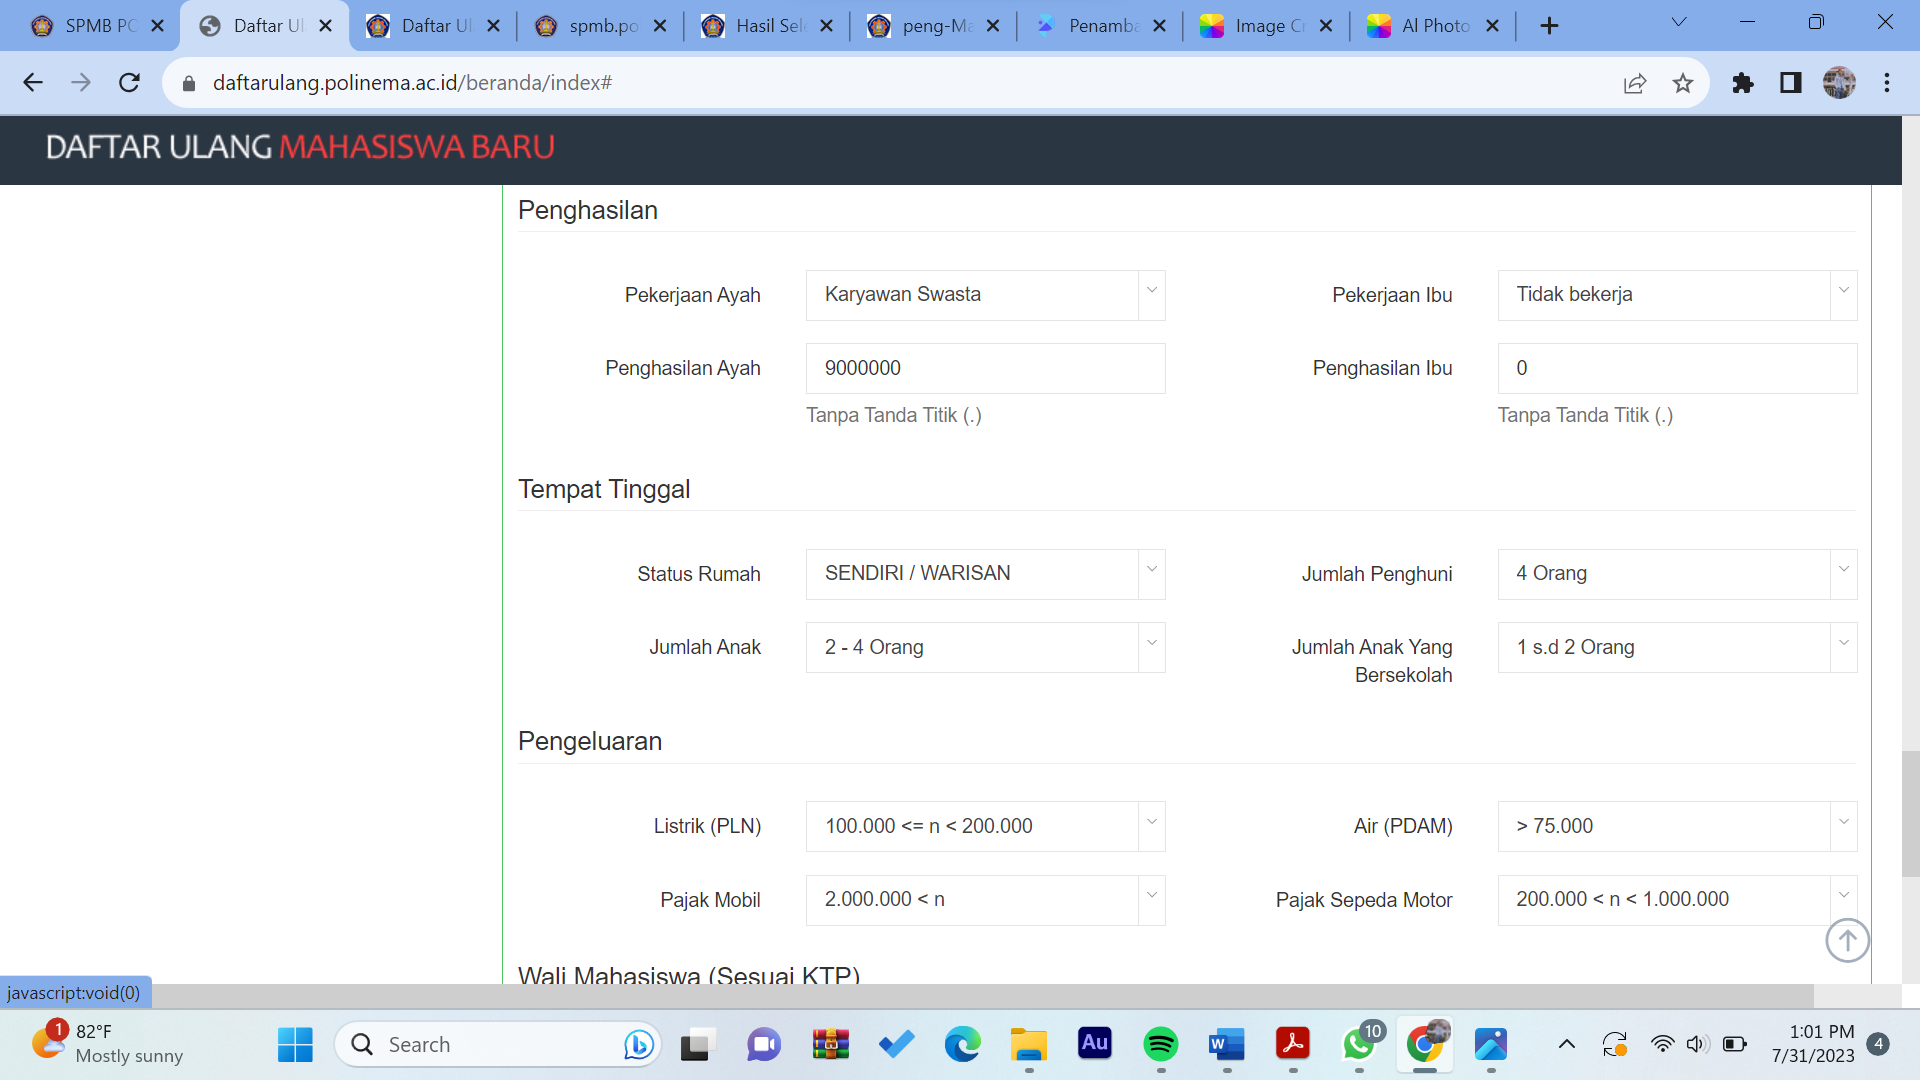 SPMB PO
Daftar Ul
Daftar Ul
spmb.po
Hasil Sele
peng-Ma
Penamba
Image Cr
AI Photo
daftarulang.polinema.ac.id/beranda/index#
DAFTAR ULANG MAHASISWA BARU
Penghasilan
Pekerjaan Ayah Karyawan Swasta Pekerjaan Ibu Tidak bekerja
Penghasilan Ayah 9000000 Penghasilan Ibu 0
Tanpa Tanda Titik (.) Tanpa Tanda Titik (.)
Tempat Tinggal
Status Rumah SENDIRI / WARISAN Jumlah Penghuni 4 Orang
Jumlah Anak 2 - 4 Orang Jumlah Anak Yang 1 s.d 2 Orang
Bersekolah
Pengeluaran
Listrik (PLN) 100.000 <= n < 200.000 Air (PDAM) > 75.000
Pajak Mobil 2.000.000 < n Pajak Sepeda Motor 200.000 < n < 1.000.000
Wali Mahasiswa (Sesuai KTP)
javascript:void(0)
1
82°F
Mostly sunny
Search
Au
W
10
1:01 PM
7/31/2023
4